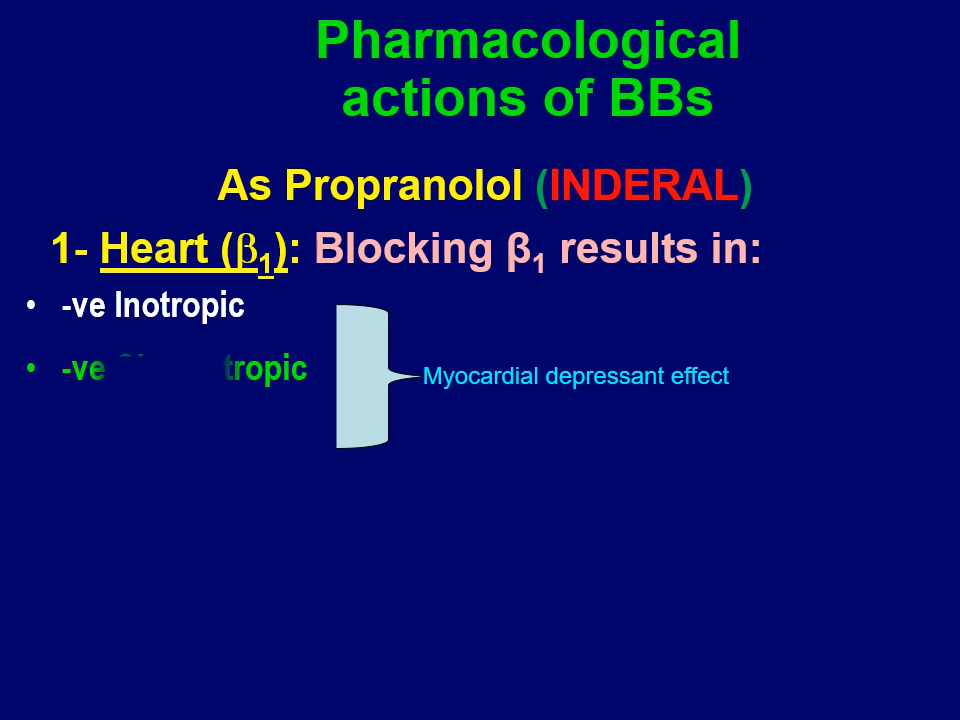 Pharmacological
actions of BBs
As Propranolol (INDERAL)
1- Heart (β1): Blocking β1 results in:
• -ve Inotropic
• -ve tropic
Myocardial depressant effect